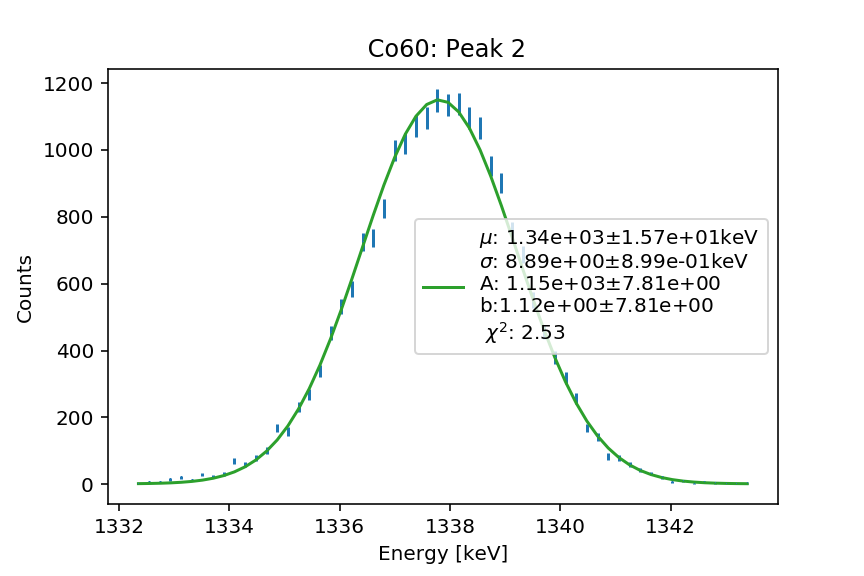 Co60: Peak 2
1200
1000
800
600
400
200
0
Counts
μ: 1.34e+03±1.57e+01keV
σ: 8.89e+00±8.99e-01keV
A: 1.15e+03±7.81e+00
b:1.12e+00±7.81e+00
χ²: 2.53
1332 1334 1336 1338 1340 1342
Energy [keV]